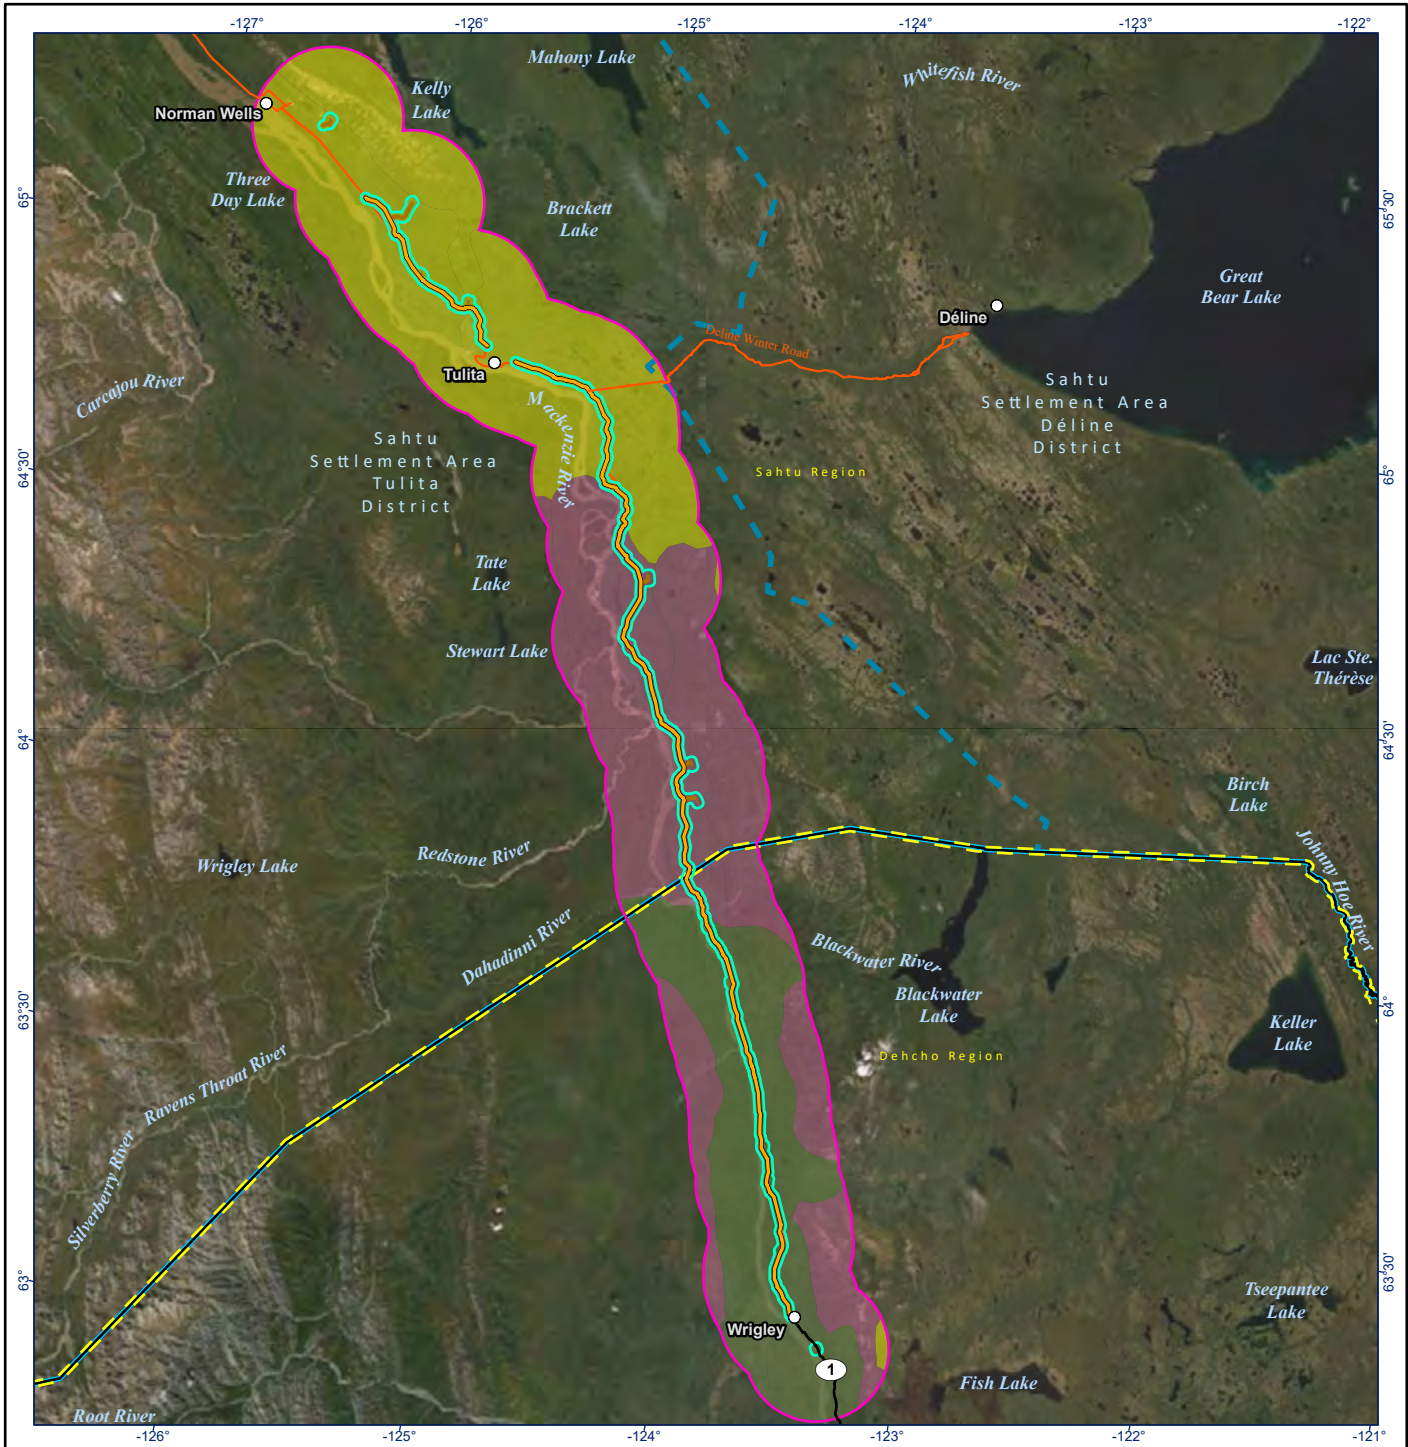 -127°
-126°
-125°
-124°
-123°
-122°
Mahony Lake
Whitefish River
Kelly
Lake
Norman Wells
Three
Day Lake
65°
65°30'
Brackett
Lake
Great
Bear Lake
Déline
Deline Winter Road
Tulita
Carcajou River
Mackenzie River
Sahtu
Settlement Area
Déline
District
Sahtu
Settlement Area
Tulita
District
64°30'
65°
Sahtu Region
Tate
Lake
Stewart Lake
Lac Ste.
Thérèse
64°
64°30'
Birch
Lake
Johnny Hoe River
Redstone River
Wrigley Lake
Dahadinni River
Blackwater River
Blackwater
Lake
63°30'
64°
Keller
Lake
Dehcho Region
Ravens Throat River
Silverberry River
63°
63°30'
Tseepantee
Lake
Wrigley
1
Fish Lake
Root River
-126°
-125°
-124°
-123°
-122°
-121°